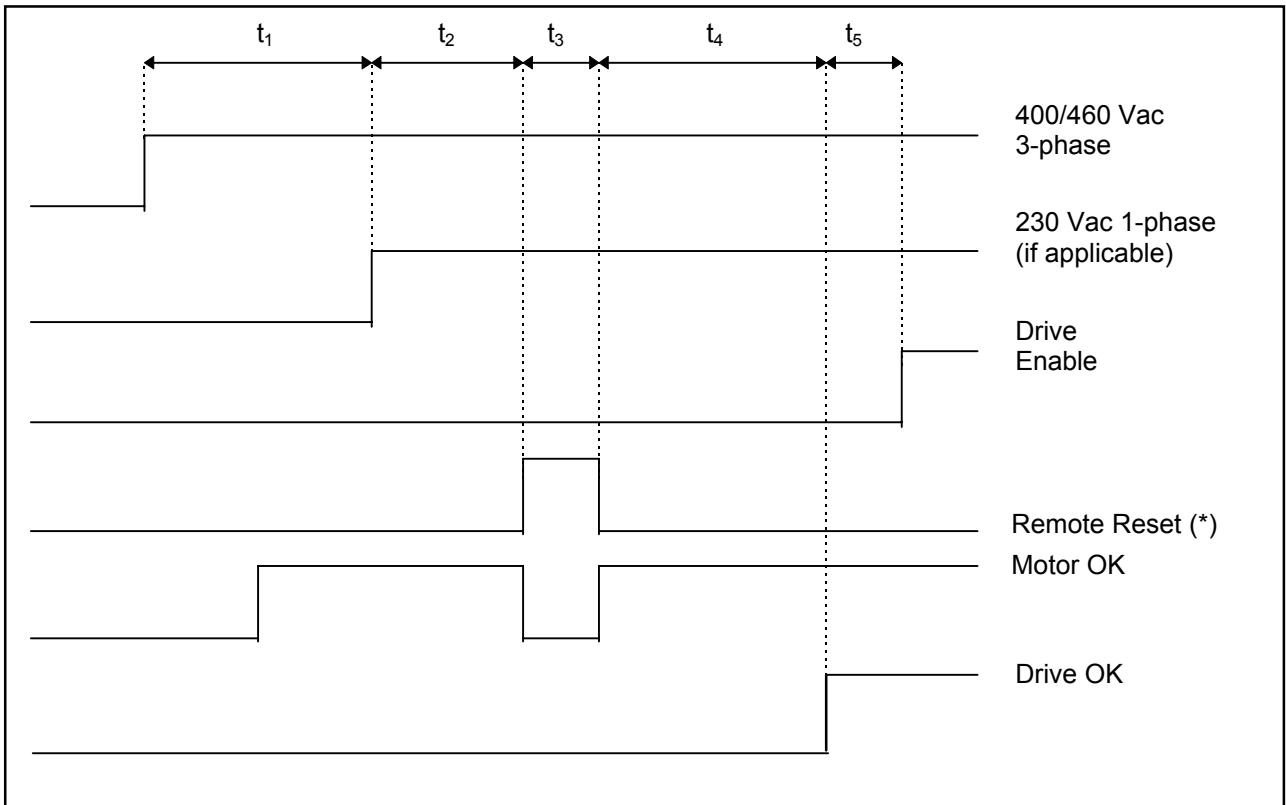 t₁ t₂ t₃ t₄ t₅
400/460 Vac
3-phase
230 Vac 1-phase
(if applicable)
Drive
Enable
Remote Reset (*)
Motor OK
Drive OK